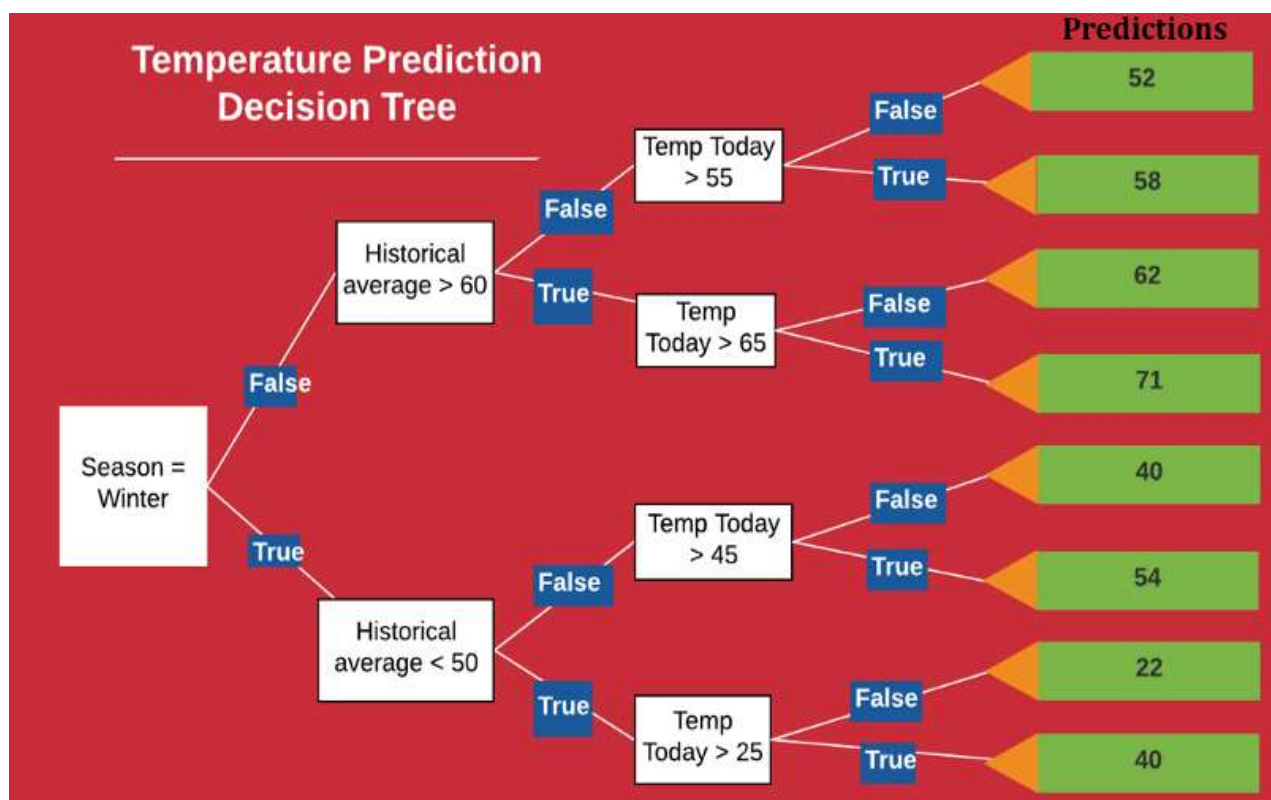 Predictions
Temperature Prediction
Decision Tree
52
False
Temp Today
> 55
True
58
False
Historical
average > 60
62
True
False
Temp
Today > 65
True
71
False
40
Season =
Winter
False
Temp Today
> 45
True
True
54
False
Historical
average < 50
22
False
True
Temp
Today > 25
True
40